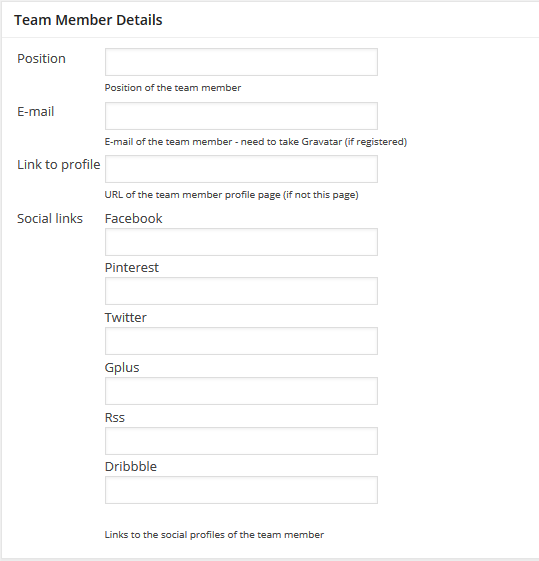 Team Member Details
Position
Position of the team member
E-mail
E-mail of the team member - need to take Gravatar (if registered)
Link to profile
URL of the team member profile page (if not this page)
Social links
Facebook
Pinterest
Twitter
Gplus
Rss
Dribbble
Links to the social profiles of the team member